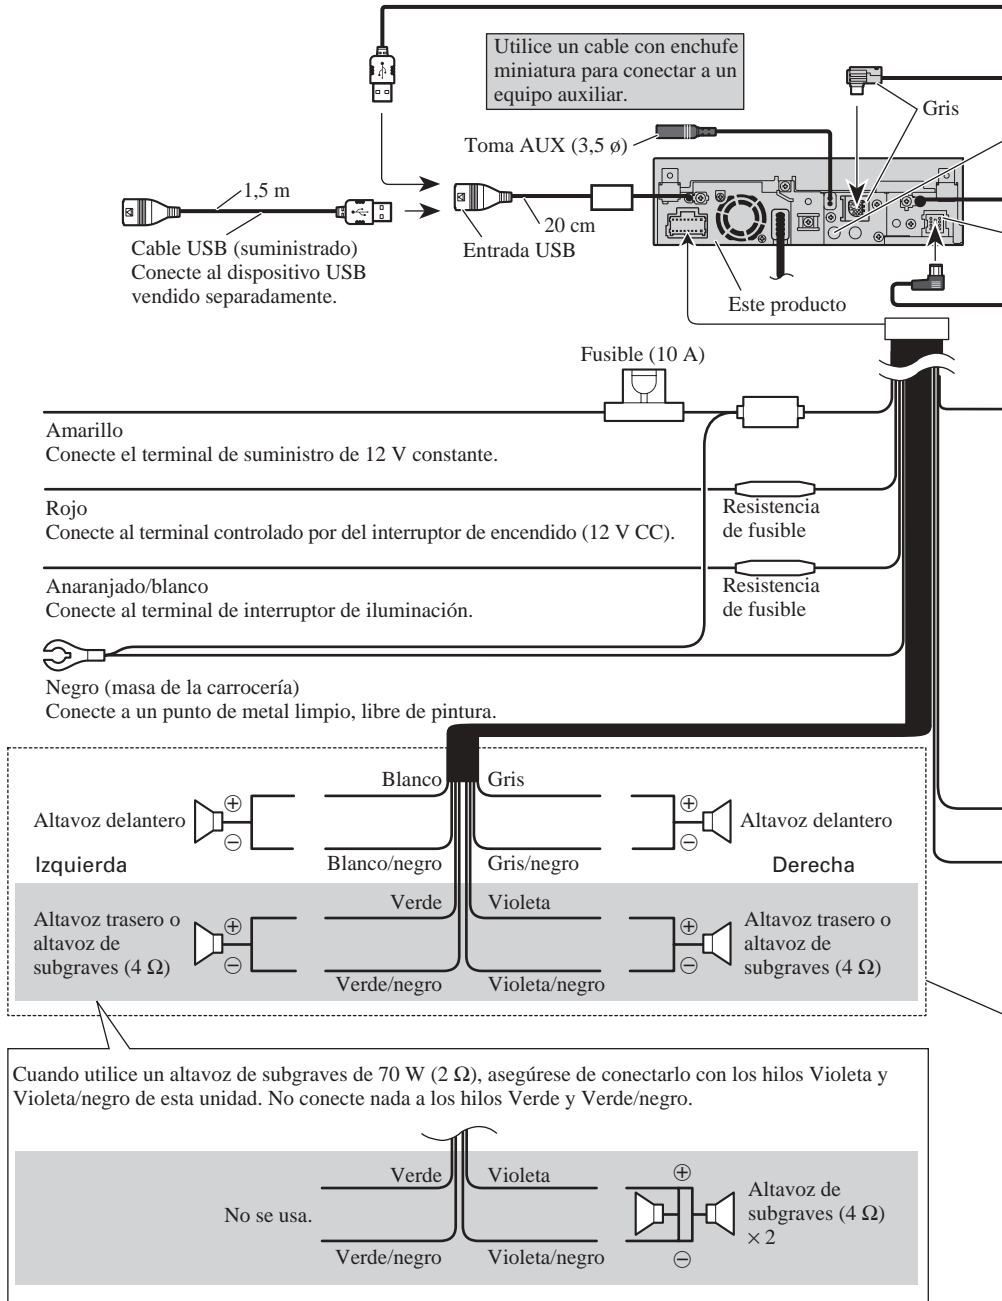 Utilice un cable con enchufe
miniatura para conectar a un
equipo auxiliar.
Gris
Toma AUX (3,5 ø)
1,5 m
20 cm
Cable USB (suministrado)
Conecte al dispositivo USB
vendido separadamente.
Entrada USB
Este producto
Fusible (10 A)
Amarillo
Conecte el terminal de suministro de 12 V constante.
Rojo
Conecte al terminal controlado por del interruptor de encendido (12 V CC).
Resistencia
de fusible
Anaranjado/blanco
Conecte al terminal de interruptor de iluminación.
Resistencia
de fusible
Negro (masa de la carrocería)
Conecte a un punto de metal limpio, libre de pintura.
Blanco
Gris
Altavoz delantero
⊕
⊖
⊕
⊖
Altavoz delantero
Izquierda
Blanco/negro
Gris/negro
Derecha
Verde
Violeta
Altavoz trasero o
altavoz de
subgraves (4 Ω)
⊕
⊖
⊕
⊖
Altavoz trasero o
altavoz de
subgraves (4 Ω)
Verde/negro
Violeta/negro
Cuando utilice un altavoz de subgraves de 70 W (2 Ω), asegúrese de conectarlo con los hilos Violeta y
Violeta/negro de esta unidad. No conecte nada a los hilos Verde y Verde/negro.
Verde
Violeta
⊕
No se usa.
Altavoz de
subgraves (4 Ω)
× 2
Verde/negro
Violeta/negro
⊖